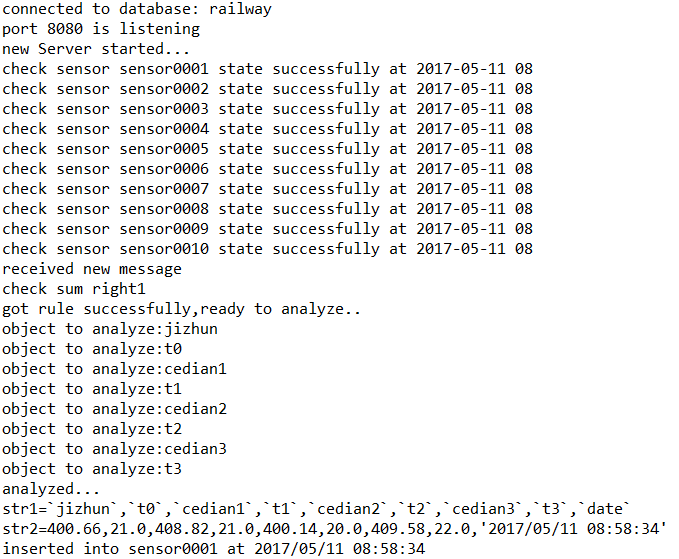 connected to database: railway
port 8080 is listening
new Server started...
check sensor sensor0001 state successfully at 2017-05-11 08
check sensor sensor0002 state successfully at 2017-05-11 08
check sensor sensor0003 state successfully at 2017-05-11 08
check sensor sensor0004 state successfully at 2017-05-11 08
check sensor sensor0005 state successfully at 2017-05-11 08
check sensor sensor0006 state successfully at 2017-05-11 08
check sensor sensor0007 state successfully at 2017-05-11 08
check sensor sensor0008 state successfully at 2017-05-11 08
check sensor sensor0009 state successfully at 2017-05-11 08
check sensor sensor0010 state successfully at 2017-05-11 08
received new message
check sum right1
got rule successfully,ready to analyze..
object to analyze:jizhun
object to analyze:t0
object to analyze:cedian1
object to analyze:t1
object to analyze:cedian2
object to analyze:t2
object to analyze:cedian3
object to analyze:t3
analyzed...
str1=`jizhun`,`t0`,`cedian1`,`t1`,`cedian2`,`t2`,`cedian3`,`t3`,`date`
str2=400.66,21.0,408.82,21.0,400.14,20.0,409.58,22.0,'2017/05/11 08:58:34'
inserted into sensor0001 at 2017/05/11 08:58:34